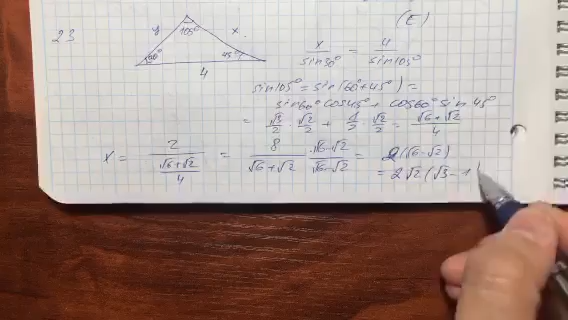 23
(E)
y 105° x
30° 45°
4
x / sin30° = 4 / sin105°
sin105° = sin(60°+45°) =
sin60° cos45° + cos60° sin 45°
= √3/2 · √2/2 + 1/2 · √2/2 = (√6 + √2)/4
x = 2 / ((√6+√2)/4) = 8 / (√6+√2) · (√6-√2)/(√6-√2) = 2(√6-√2)
= 2√2 (√3 - 1